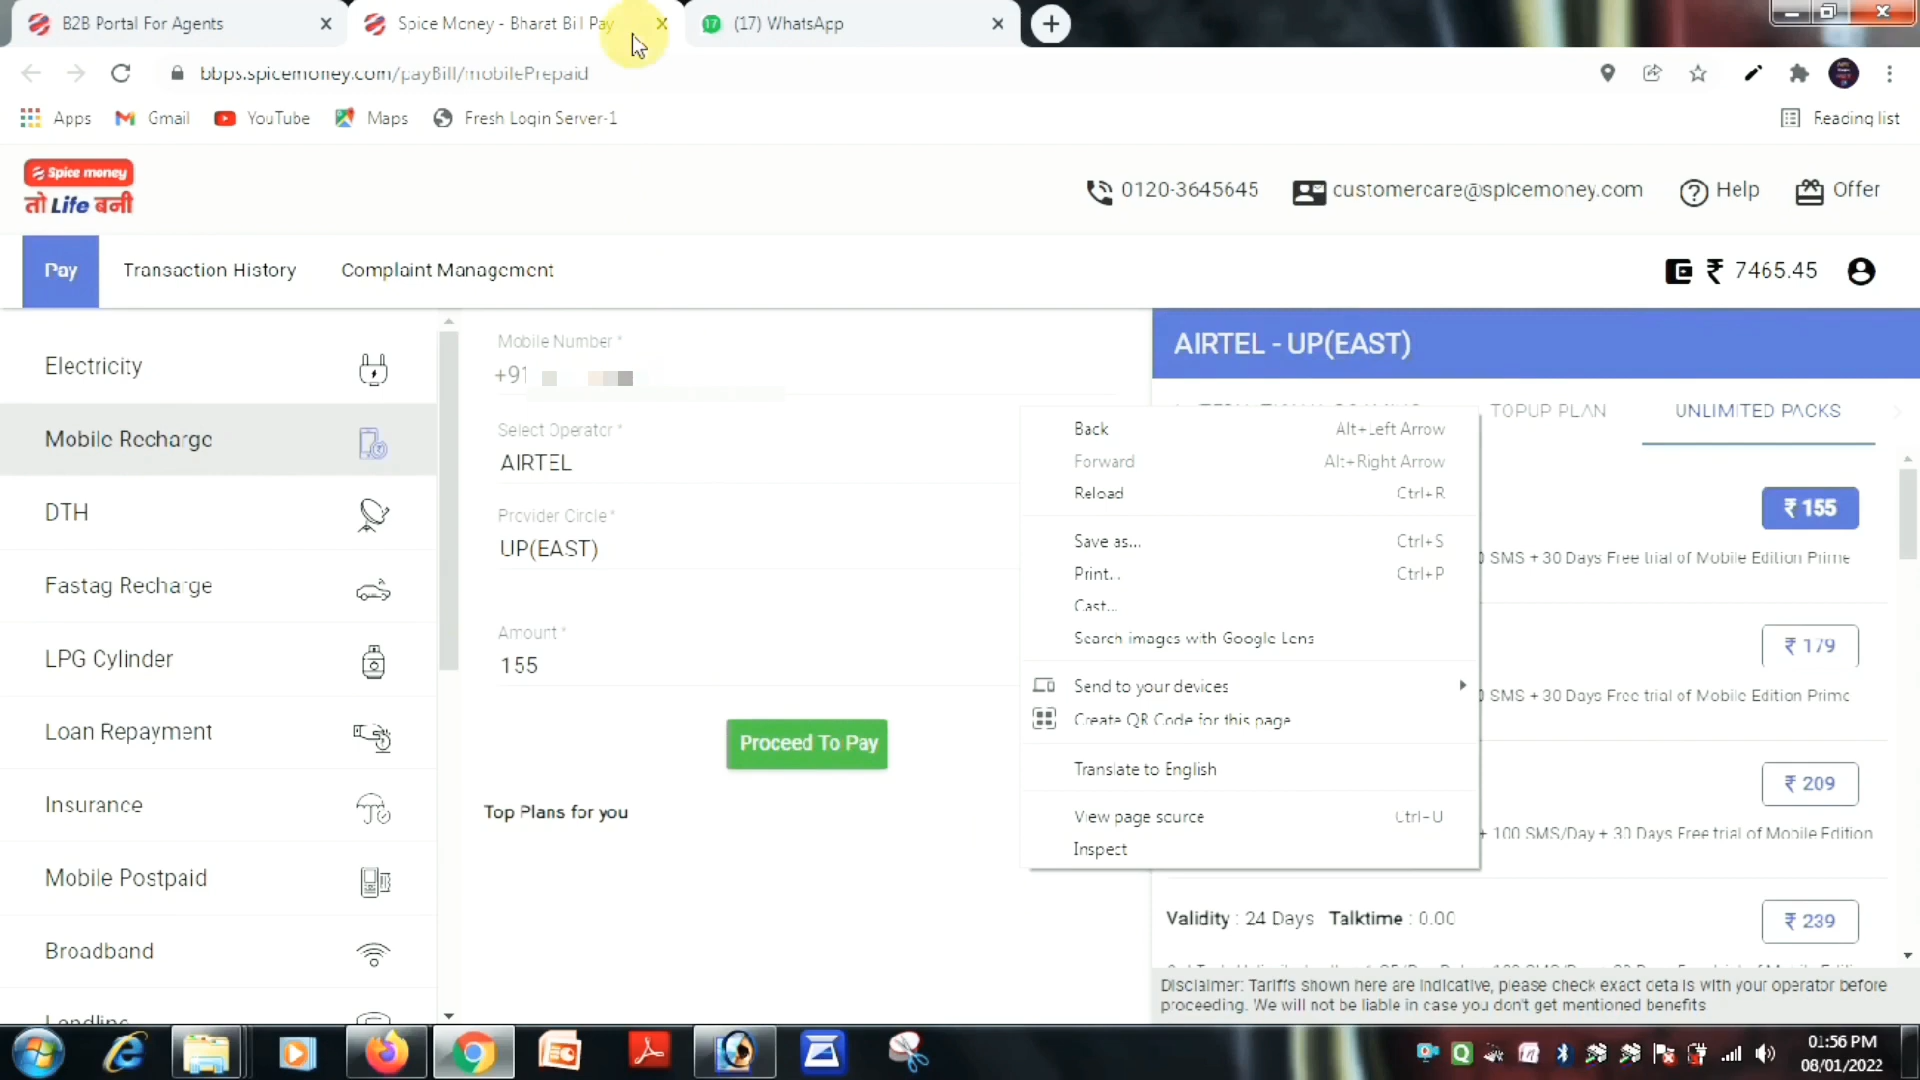 B2B Portal For Agents
Spice Money - Bharat Bill Pay
(17) WhatsApp
bbps.spicemoney.com/payBill/mobilePrepaid
Apps
Gmail
YouTube
Maps
Fresh Login Server-1
Reading list
Spice money
तो Life बनी
0120-3645645
customercare@spicemoney.com
Help
Offer
Pay
Transaction History
Complaint Management
₹ 7465.45
Electricity
Mobile Recharge
DTH
Fastag Recharge
LPG Cylinder
Loan Repayment
Insurance
Mobile Postpaid
Broadband
Landline
Mobile Number *
+91
Select Operator *
AIRTEL
Provider Circle *
UP(EAST)
Amount *
155
Proceed To Pay
Top Plans for you
Back Alt+Left Arrow
Forward Alt+Right Arrow
Reload Ctrl+R
Save as... Ctrl+S
Print... Ctrl+P
Cast...
Search images with Google Lens
Send to your devices
Create QR Code for this page
Translate to English
View page source Ctrl+U
Inspect
AIRTEL - UP(EAST)
TOPUP PLAN
UNLIMITED PACKS
₹ 155
SMS + 30 Days Free trial of Mobile Edition Prime
₹ 179
SMS + 30 Days Free trial of Mobile Edition Prime
₹ 209
+ 100 SMS/Day + 30 Days Free trial of Mobile Edition
Validity : 24 Days Talktime : 0.00
₹ 239
Disclaimer: Tariffs shown here are indicative, please check exact details with your operator before
proceeding. We will not be liable in case you don't get mentioned benefits
01:56 PM
08/01/2022